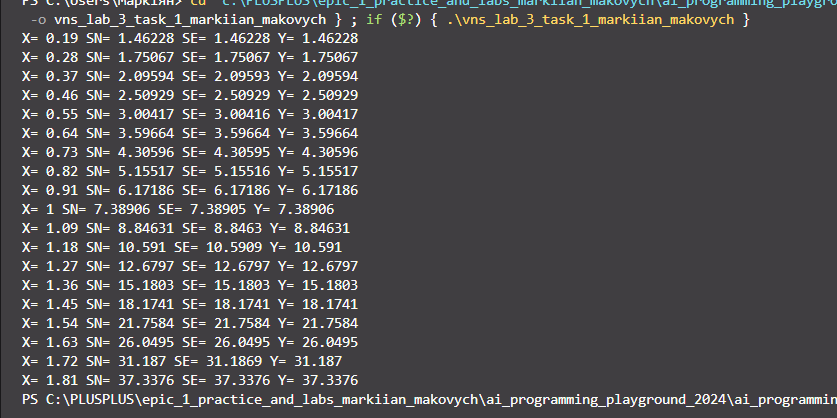 PS C:\Users\Маркіян> cd "c:\PLUSPLUS\epic_1_practice_and_labs_markiian_makovych\ai_programming_playgrou
-o vns_lab_3_task_1_markiian_makovych } ; if ($?) { .\vns_lab_3_task_1_markiian_makovych }
X= 0.19 SN= 1.46228 SE= 1.46228 Y= 1.46228
X= 0.28 SN= 1.75067 SE= 1.75067 Y= 1.75067
X= 0.37 SN= 2.09594 SE= 2.09593 Y= 2.09594
X= 0.46 SN= 2.50929 SE= 2.50929 Y= 2.50929
X= 0.55 SN= 3.00417 SE= 3.00416 Y= 3.00417
X= 0.64 SN= 3.59664 SE= 3.59664 Y= 3.59664
X= 0.73 SN= 4.30596 SE= 4.30595 Y= 4.30596
X= 0.82 SN= 5.15517 SE= 5.15516 Y= 5.15517
X= 0.91 SN= 6.17186 SE= 6.17186 Y= 6.17186
X= 1 SN= 7.38906 SE= 7.38905 Y= 7.38906
X= 1.09 SN= 8.84631 SE= 8.8463 Y= 8.84631
X= 1.18 SN= 10.591 SE= 10.5909 Y= 10.591
X= 1.27 SN= 12.6797 SE= 12.6797 Y= 12.6797
X= 1.36 SN= 15.1803 SE= 15.1803 Y= 15.1803
X= 1.45 SN= 18.1741 SE= 18.1741 Y= 18.1741
X= 1.54 SN= 21.7584 SE= 21.7584 Y= 21.7584
X= 1.63 SN= 26.0495 SE= 26.0495 Y= 26.0495
X= 1.72 SN= 31.187 SE= 31.1869 Y= 31.187
X= 1.81 SN= 37.3376 SE= 37.3376 Y= 37.3376
PS C:\PLUSPLUS\epic_1_practice_and_labs_markiian_makovych\ai_programming_playground_2024\ai_programmin